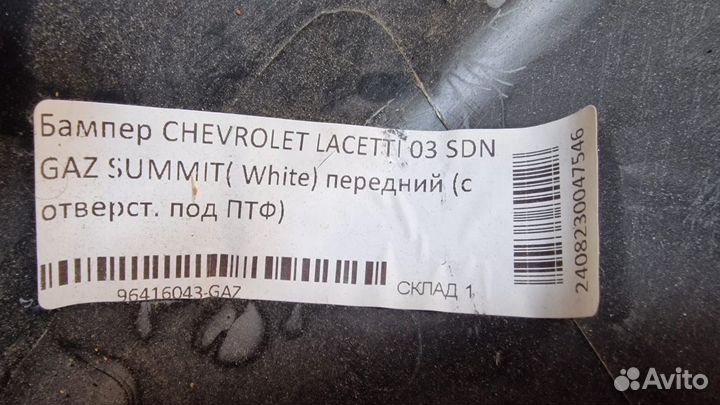 Бампер CHEVROLET LACETTI 03 SDN
GAZ SUMMIT( White) передний (с
отверст. под ПТФ)
96416043-GAZ
СКЛАД 1
2408230047546
Avito